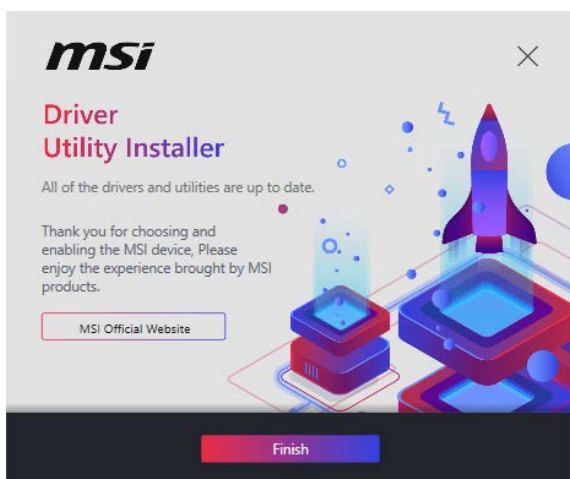 msi
Driver
Utility Installer
All of the drivers and utilities are up to date.
Thank you for choosing and
enabling the MSI device, Please
enjoy the experience brought by MSI
products.
MSI Official Website
Finish